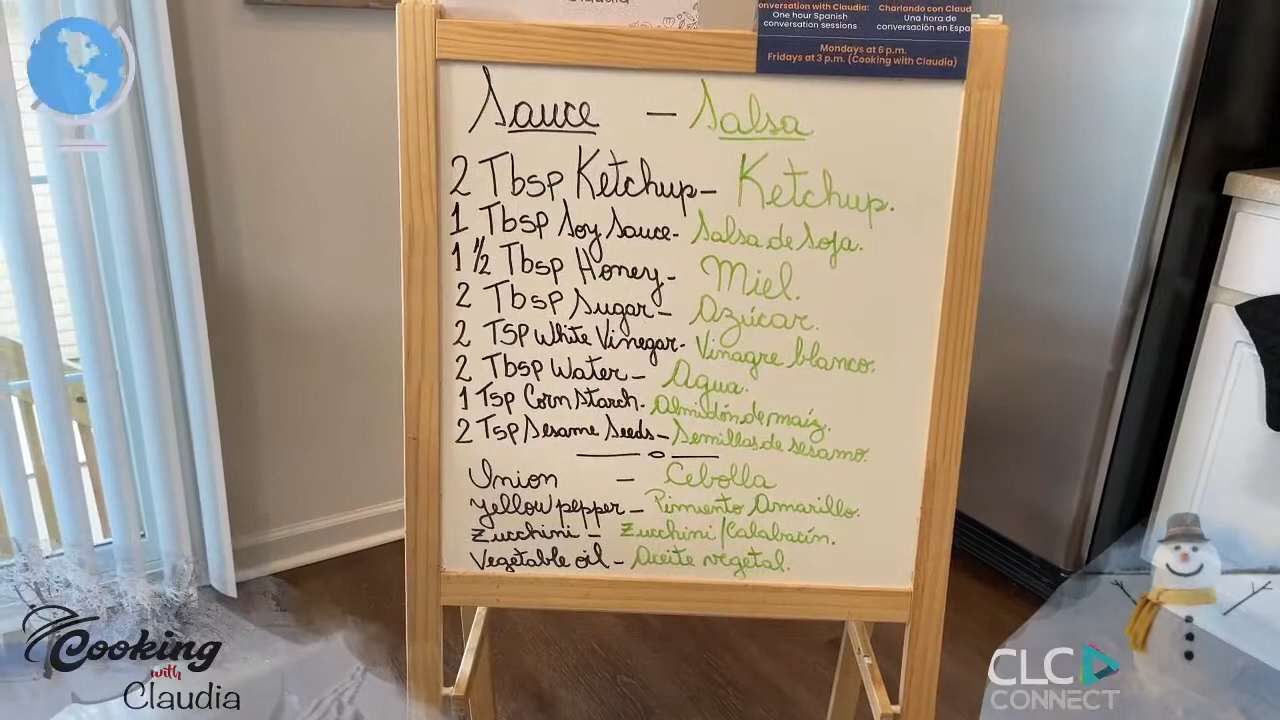 Claudia
Conversation with Claudia:
One hour Spanish
conversation sessions
Charlando con
Una hora de
conversación en
Mondays at 6 p.m.
Fridays at 3 p.m. (Cooking with Claudia)
Sauce — Salsa
2 Tbsp Ketchup- Ketchup.
1 Tbsp Soy Sauce- Salsa de Soja.
1 ½ Tbsp Honey- Miel.
2 Tbsp Sugar- Azúcar.
2 Tsp White Vinegar- Vinagre blanco.
2 Tbsp Water- Agua.
1 Tsp Corn Starch- Almidón de maíz.
2 Tsp Sesame Seeds- Semillas de sesamo.
Union - Cebolla
yellow pepper - Pimiento Amarillo.
Zucchini - Zucchini/Calabacín.
Vegetable oil - Aceite vegetal.
Cooking
with
Claudia
CLC
CONNECT